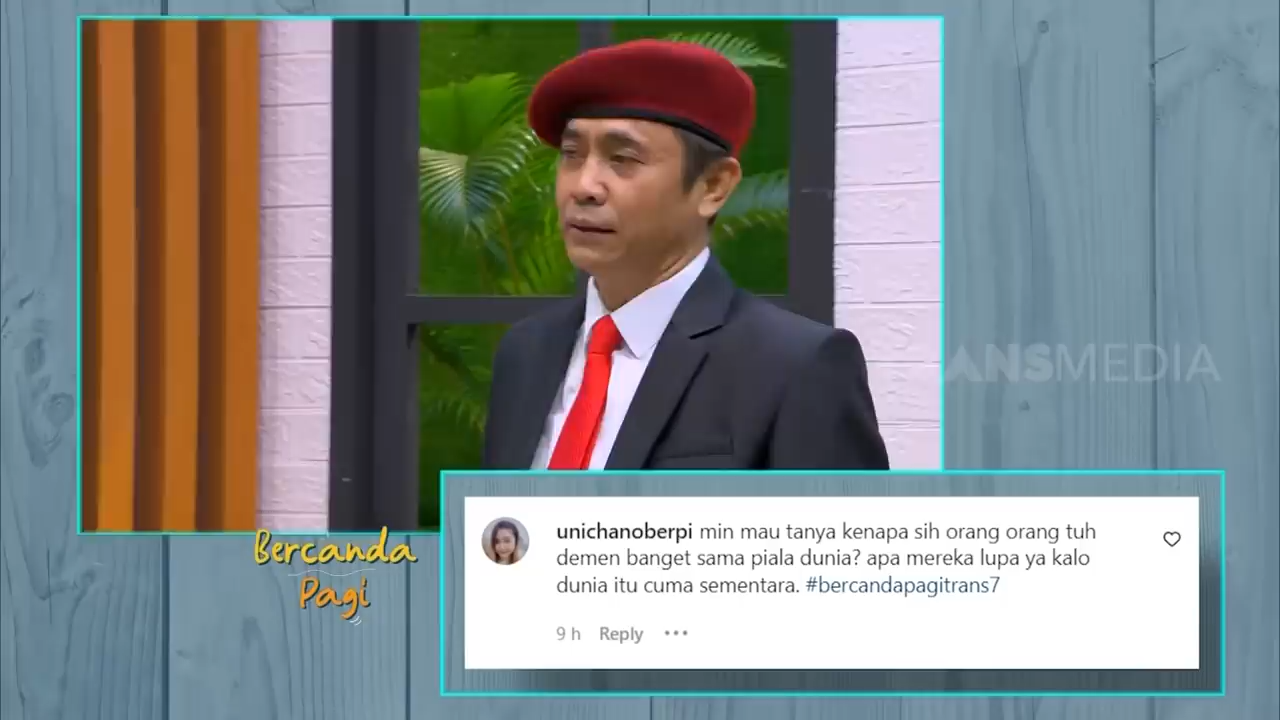 ANSMEDIA
Bercanda
Pagi
unichanoberpi min mau tanya kenapa sih orang orang tuh
demen banget sama piala dunia? apa mereka lupa ya kalo
dunia itu cuma sementara. #bercandapagitrans7
9 h Reply •••